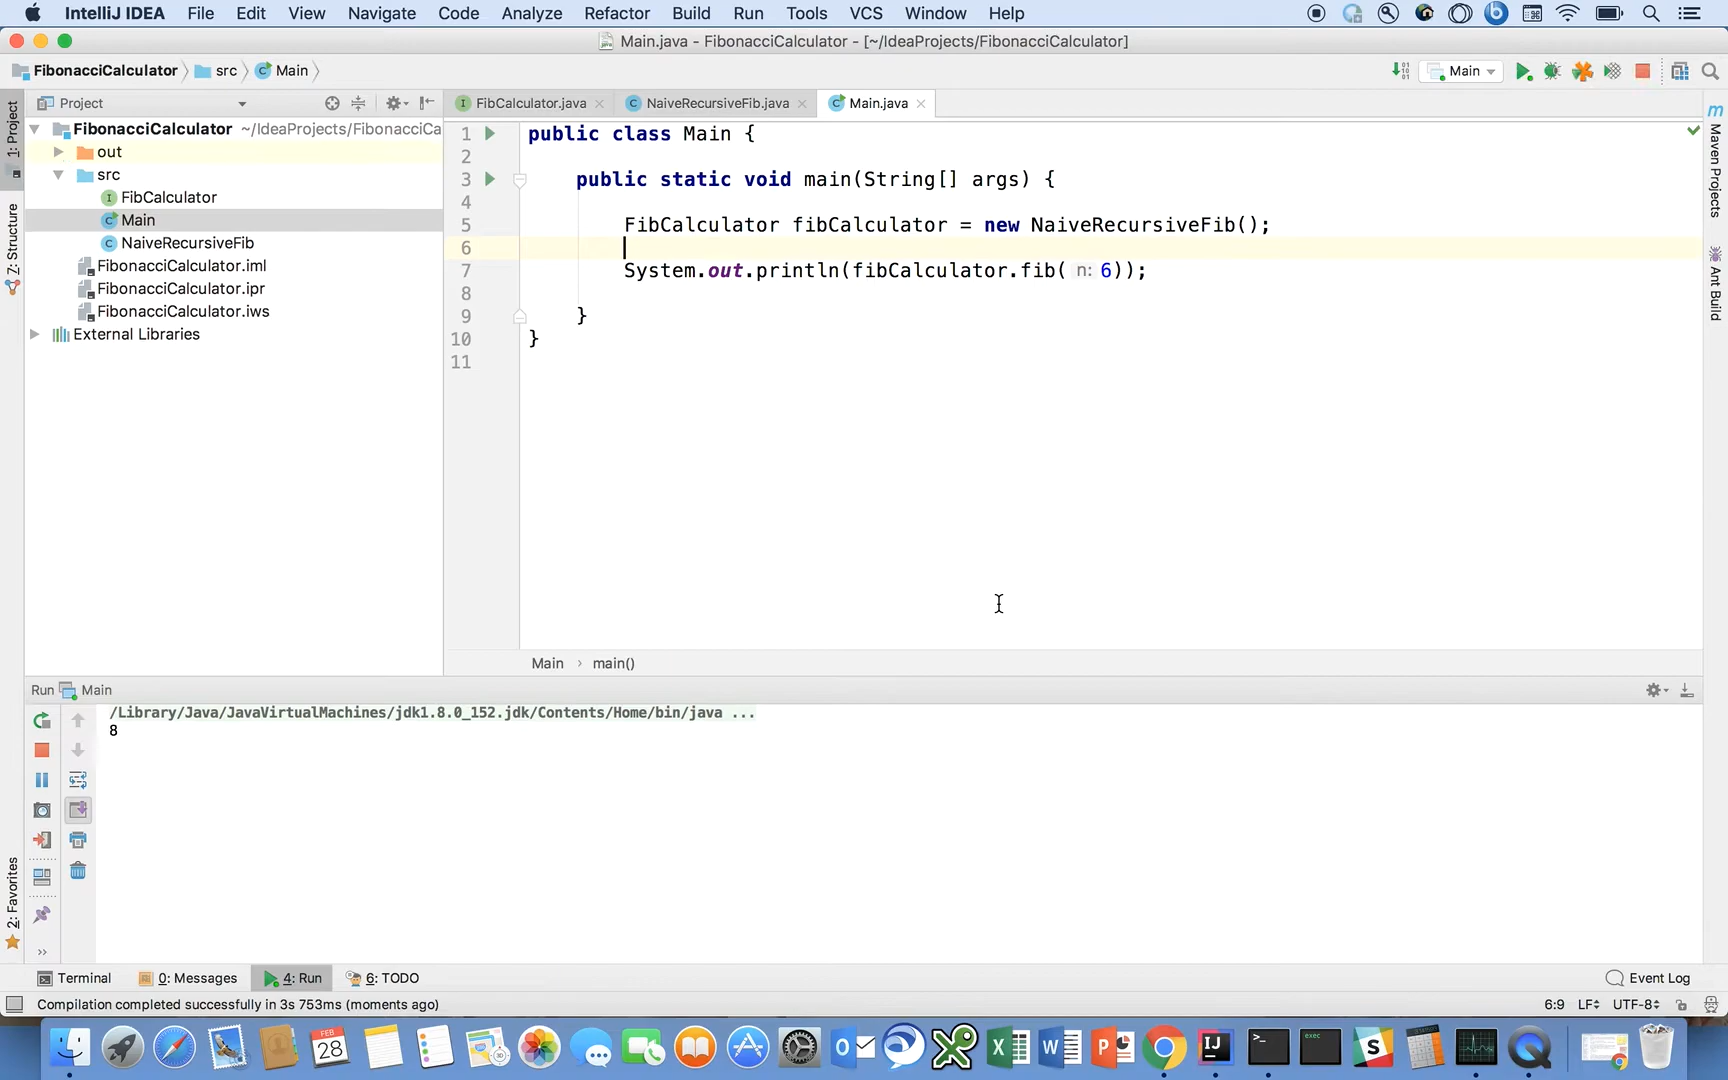 IntelliJ IDEA File Edit View Navigate Code Analyze Refactor Build Run Tools VCS Window Help
Main.java - FibonacciCalculator - [~/IdeaProjects/FibonacciCalculator]
FibonacciCalculator src Main
Main
Project
FibCalculator.java NaiveRecursiveFib.java Main.java
1: Project
7: Structure
2: Favorites
FibonacciCalculator ~/IdeaProjects/FibonacciCa
out
src
FibCalculator
Main
NaiveRecursiveFib
FibonacciCalculator.iml
FibonacciCalculator.ipr
FibonacciCalculator.iws
External Libraries
1 public class Main {
2
3 public static void main(String[] args) {
4
5 FibCalculator fibCalculator = new NaiveRecursiveFib();
6
7 System.out.println(fibCalculator.fib( n: 6));
8
9 }
10 }
11
Maven Projects
Ant Build
Main › main()
Run Main
/Library/Java/JavaVirtualMachines/jdk1.8.0_152.jdk/Contents/Home/bin/java ...
8
Terminal 0: Messages 4: Run 6: TODO Event Log
Compilation completed successfully in 3s 753ms (moments ago) 6:9 LF UTF-8
FEB
28